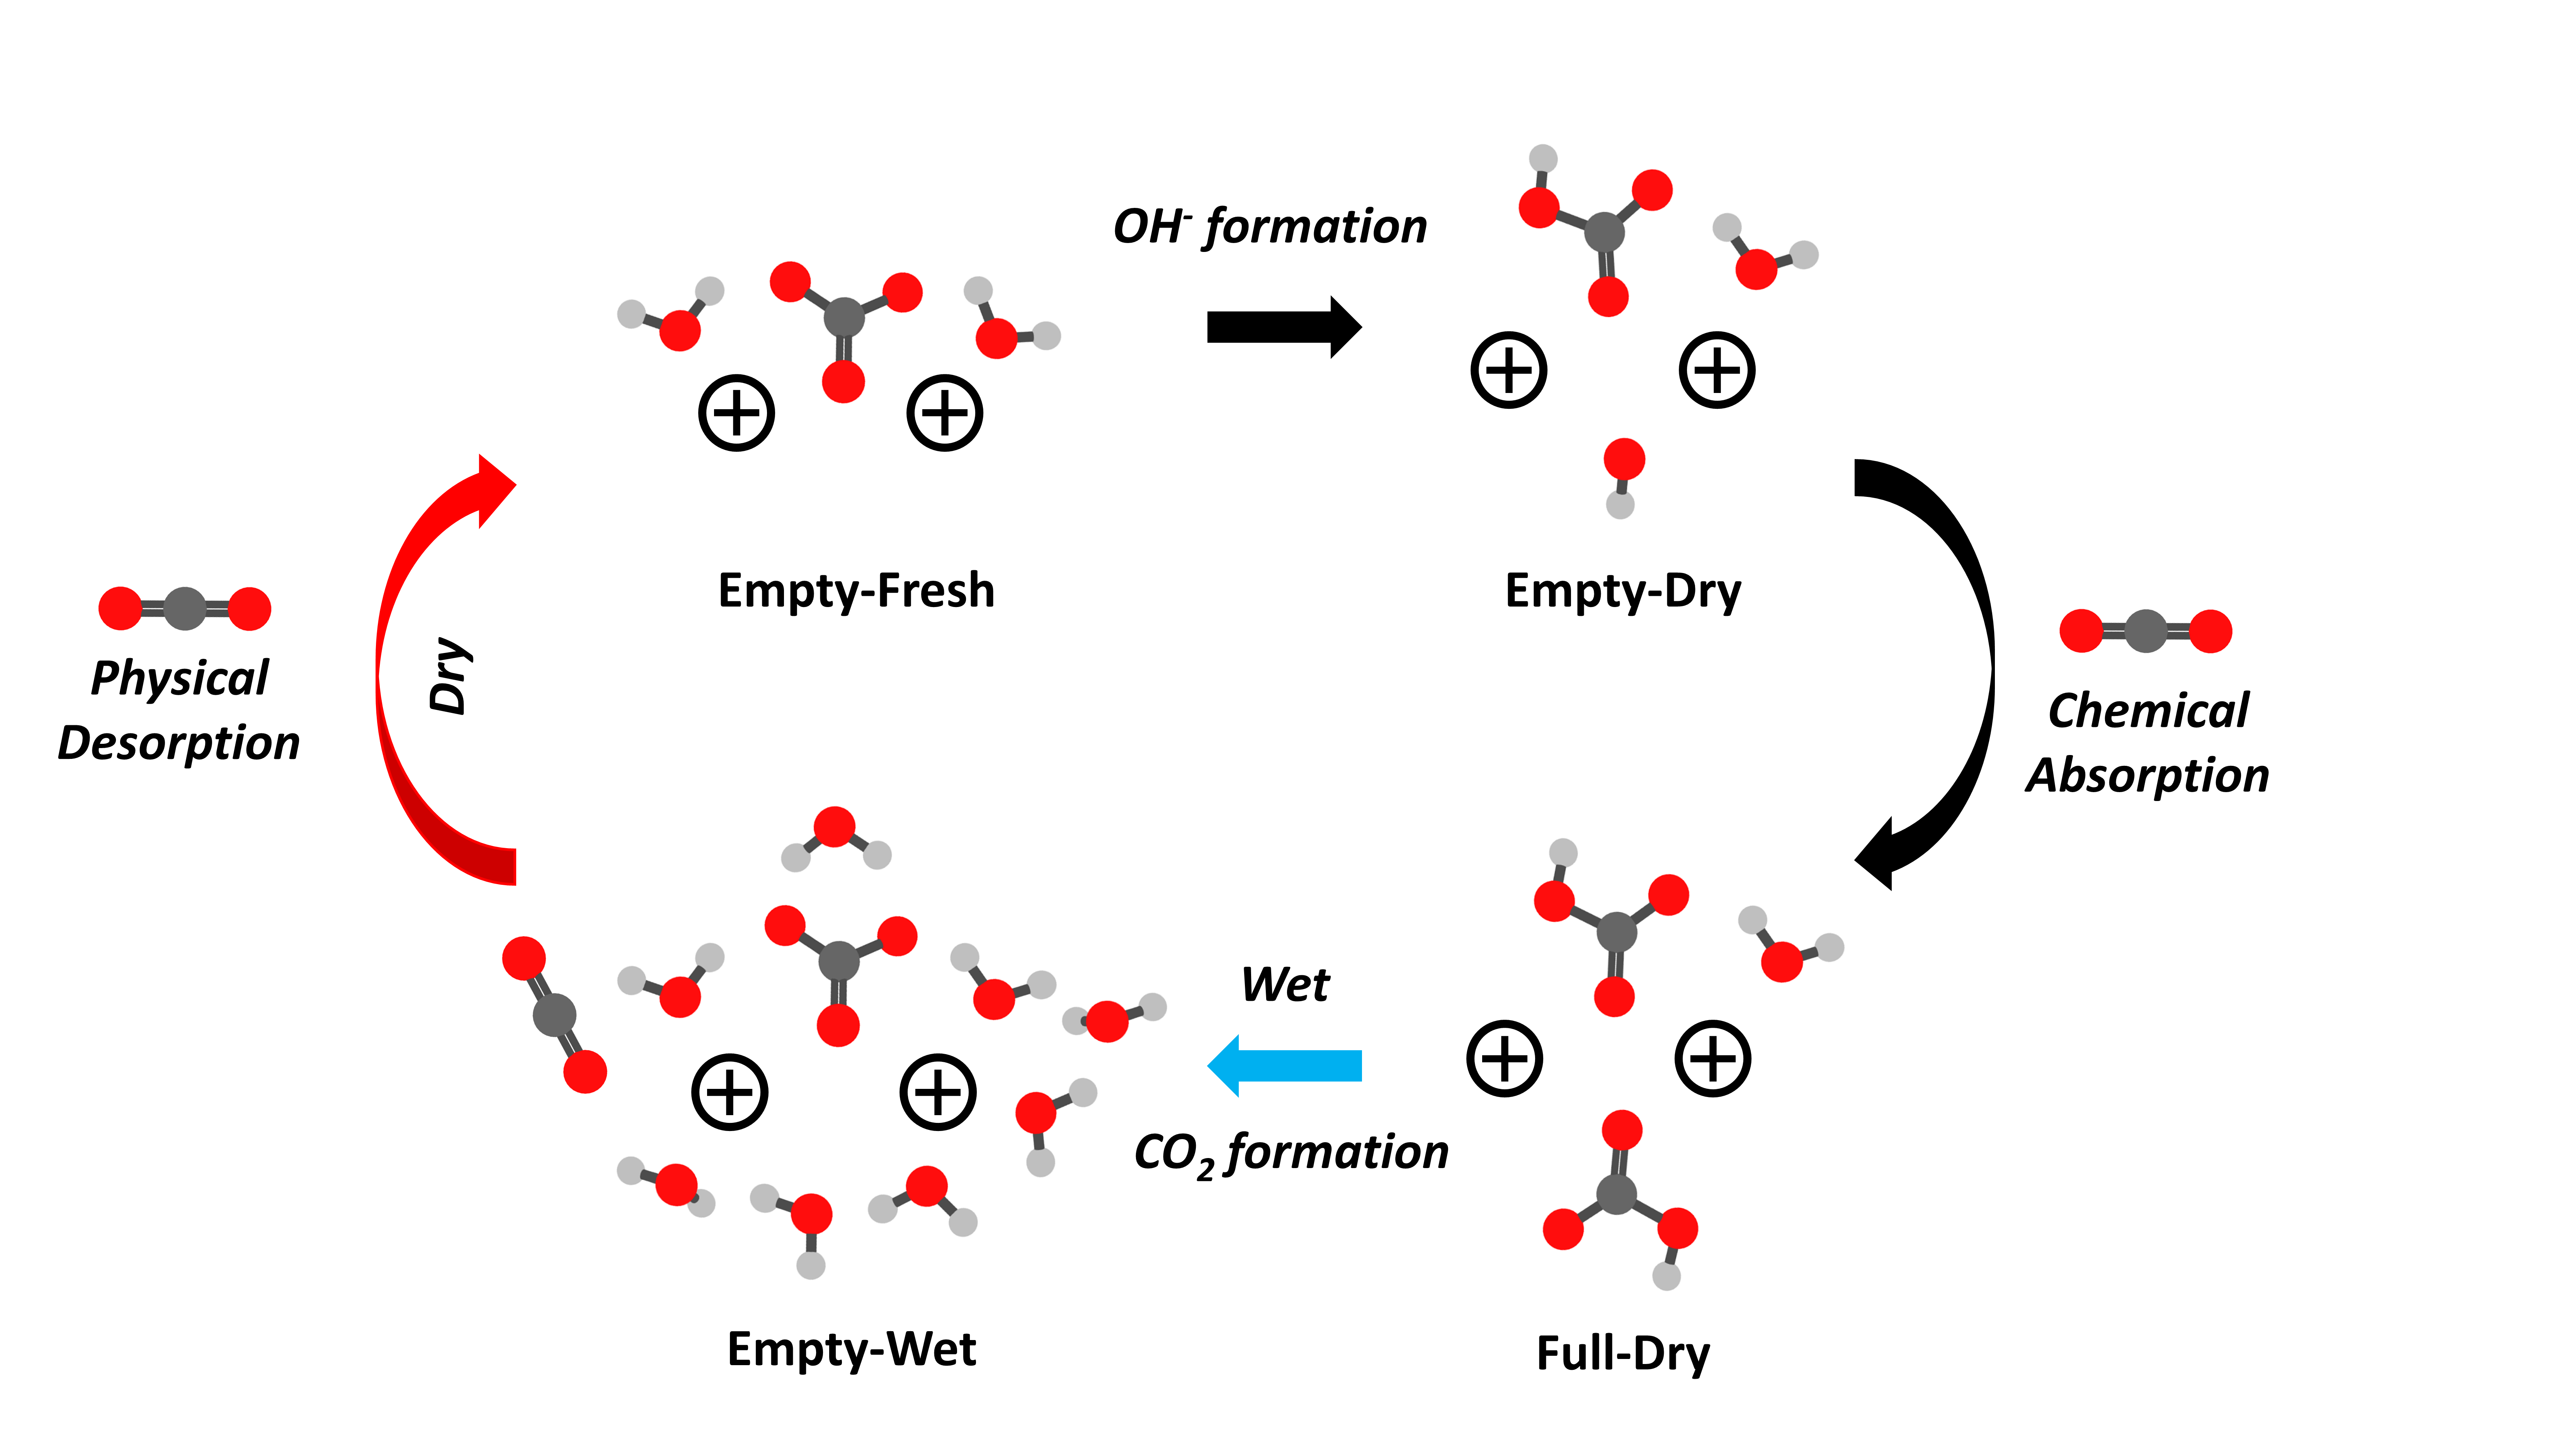 OH⁻ formation
Empty-Fresh
Empty-Dry
Physical
Desorption
Dry
Chemical
Absorption
Wet
CO₂ formation
Empty-Wet
Full-Dry